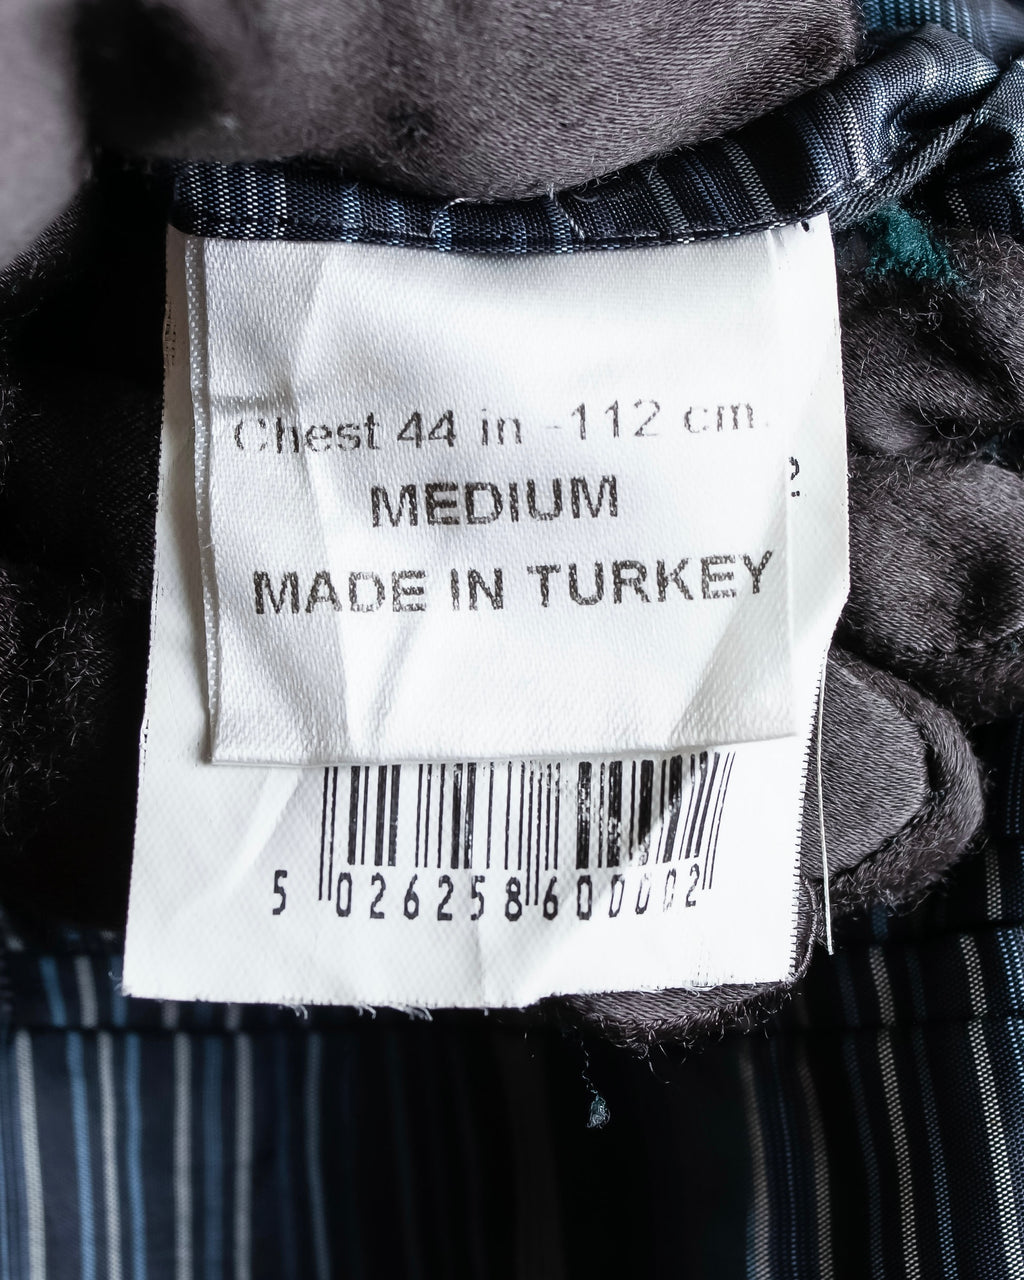 Chest 44 in -112 cm.
MEDIUM
MADE IN TURKEY
5 026258 600002